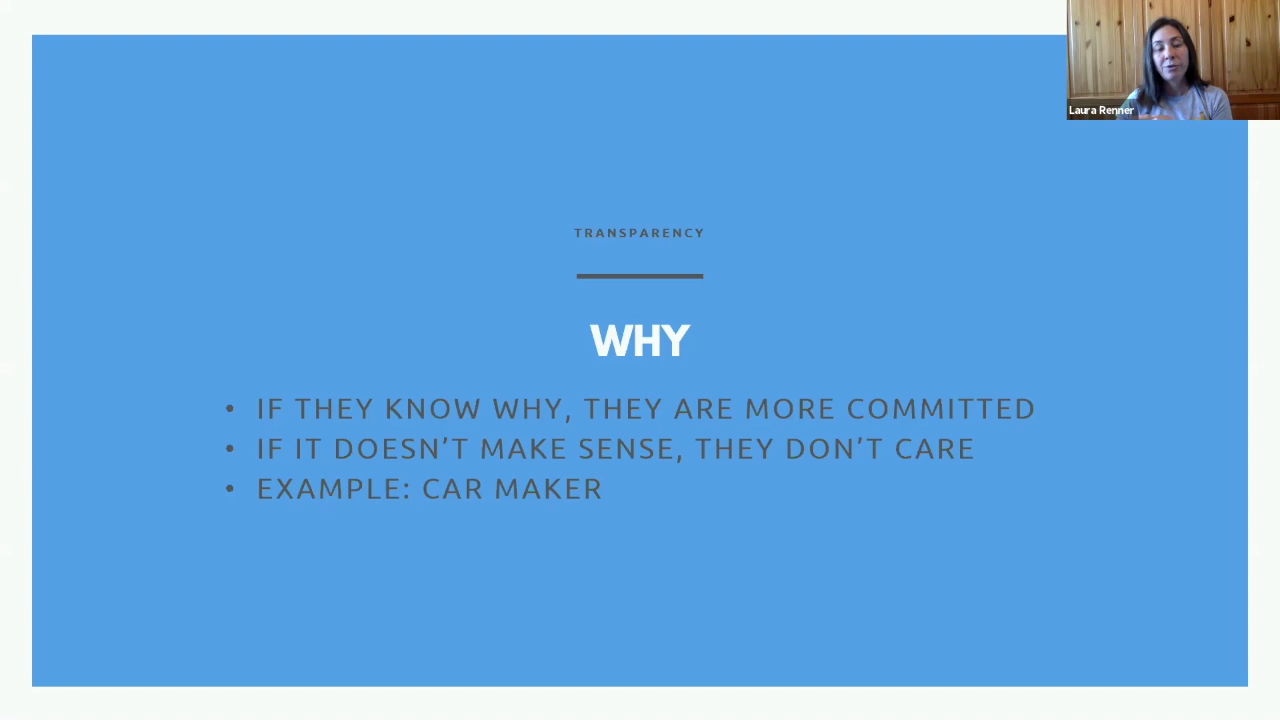 Laura Renner
TRANSPARENCY
WHY
• IF THEY KNOW WHY, THEY ARE MORE COMMITTED
• IF IT DOESN’T MAKE SENSE, THEY DON’T CARE
• EXAMPLE: CAR MAKER